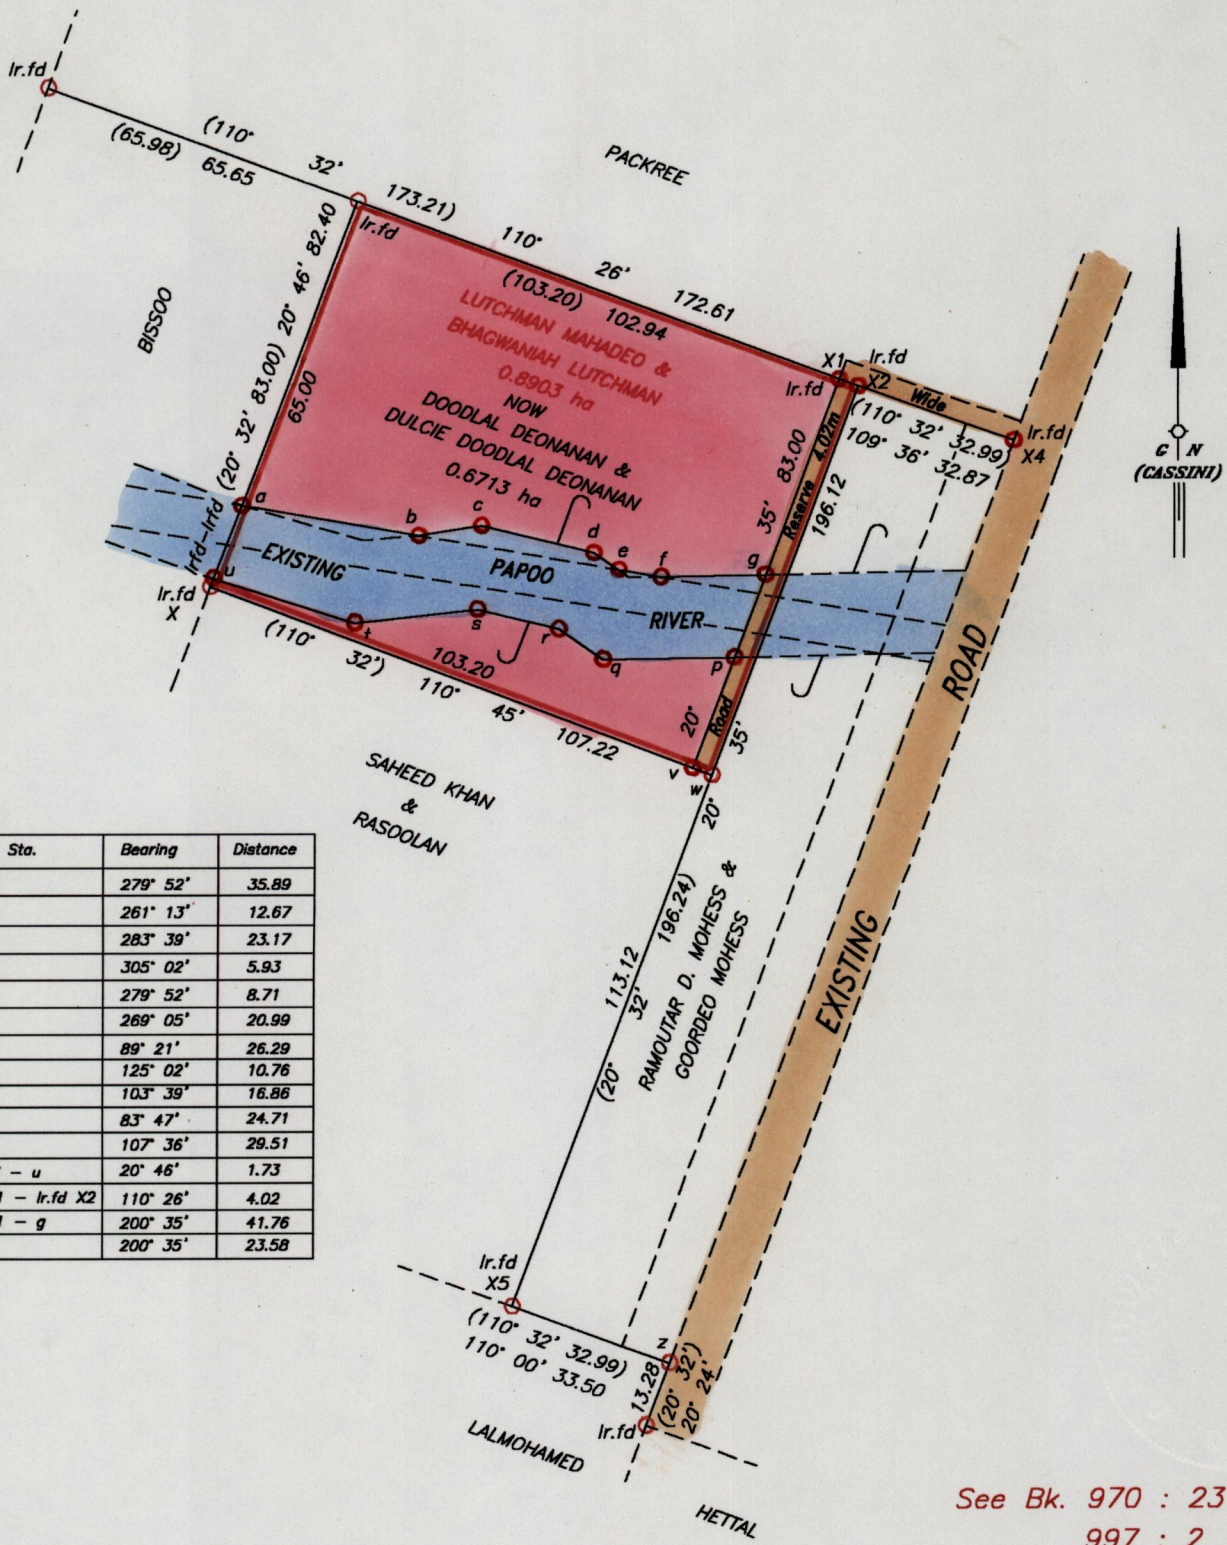 Ir.fd
(110° 32' 173.21)
(65.98) 65.65
PACKREE
Ir.fd
110° 26' 172.61
(103.20) 102.94
BISSOO
(20° 32' 83.00) 20° 46' 82.40
65.00
LUTCHMAN MAHADEO &
BHAGWANIAH LUTCHMAN
0.8903 ha
NOW
DOODLAL DEONANAN &
DULCIE DOODLAL DEONANAN
0.6713 ha
X1
Ir.fd
Ir.fd
X2
Wide
(110° 32' 32.99)
109° 36' 32.87
Ir.fd
X4
G N
(CASSINI)
35' 83.00
Road Reserve 4.02m
196.12
Irfd-Irfd
a
b
c
d
e
f
g
EXISTING PAPOO RIVER
u
Ir.fd
X
t
s
r
q
p
(110° 32') 103.20
110° 45' 107.22
20°
20° 35'
v
w
ROAD
SAHEED KHAN
&
RASOOLAN
113.12
(20° 32' 196.24)
RAMOUTAR D. MOHESS &
GOORDEO MOHESS
EXISTING
Sta. Bearing Distance
279° 52' 35.89
261° 13' 12.67
283° 39' 23.17
305° 02' 5.93
279° 52' 8.71
269° 05' 20.99
89° 21' 26.29
125° 02' 10.76
103° 39' 16.86
83° 47' 24.71
107° 36' 29.51
- u 20° 46' 1.73
- Ir.fd X2 110° 26' 4.02
- g 200° 35' 41.76
200° 35' 23.58
Ir.fd
X5
(110° 32' 32.99)
110° 00' 33.50
z
13.28
(20° 32')
20° 24'
Ir.fd
LALMOHAMED
HETTAL
See Bk. 970 : 23
997 : 2